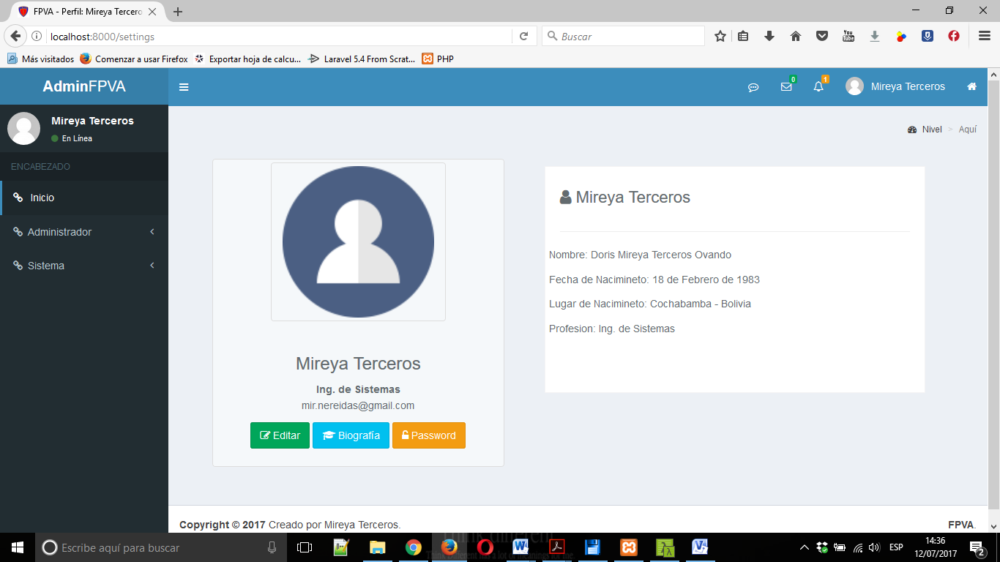 FPVA - Perfil: Mireya Tercero
localhost:8000/settings
Buscar
You Tube
Más visitados
Comenzar a usar Firefox
Exportar hoja de calcu...
Laravel 5.4 From Scrat...
PHP
AdminFPVA
0
1
Mireya Terceros
Mireya Terceros
En Línea
Nivel > Aquí
ENCABEZADO
Inicio
Administrador
Sistema
Mireya Terceros
Ing. de Sistemas
mir.nereidas@gmail.com
Editar
Biografía
Password
Mireya Terceros
Nombre: Doris Mireya Terceros Ovando
Fecha de Nacimineto: 18 de Febrero de 1983
Lugar de Nacimineto: Cochabamba - Bolivia
Profesion: Ing. de Sistemas
Copyright © 2017 Creado por Mireya Terceros.
FPVA.
Escribe aquí para buscar
ESP
14:36
12/07/2017
2